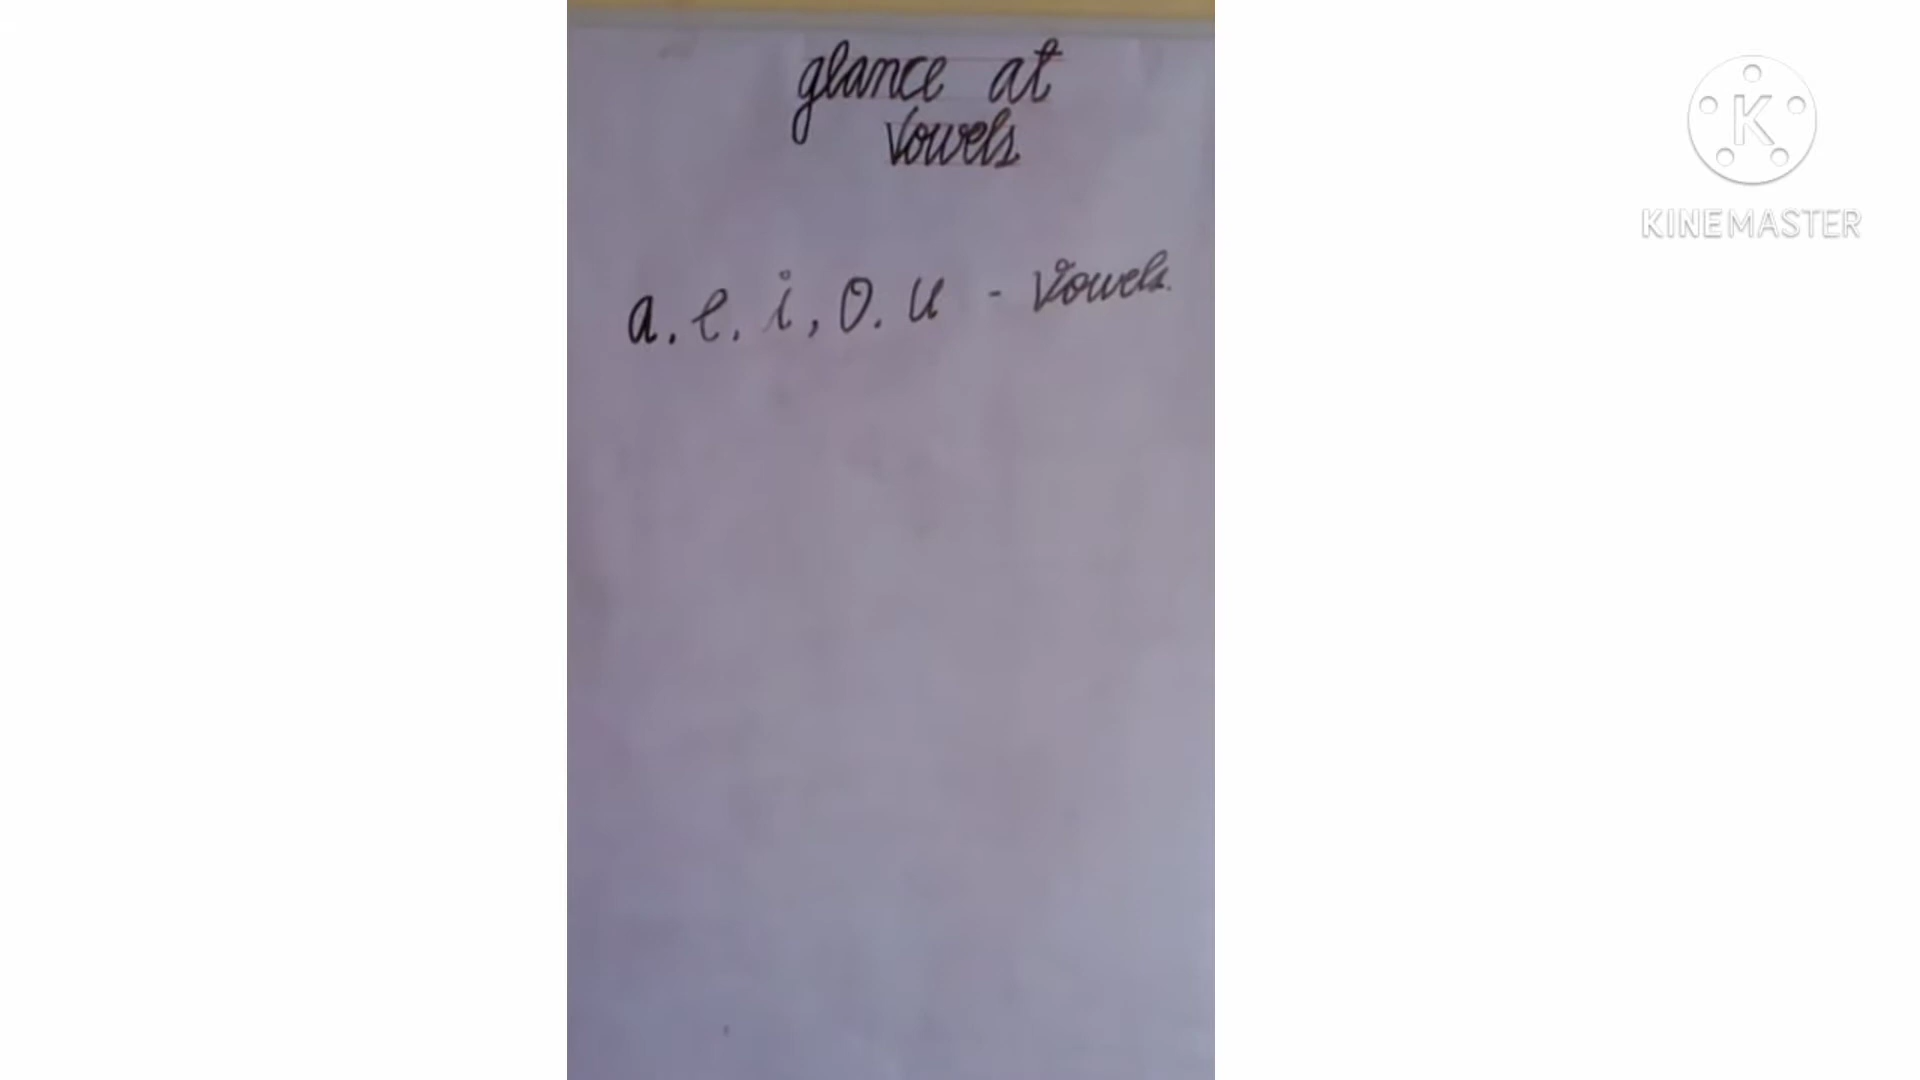 glance at
Vowels
a. e. i, o. u - Vowels.
K
KINEMASTER